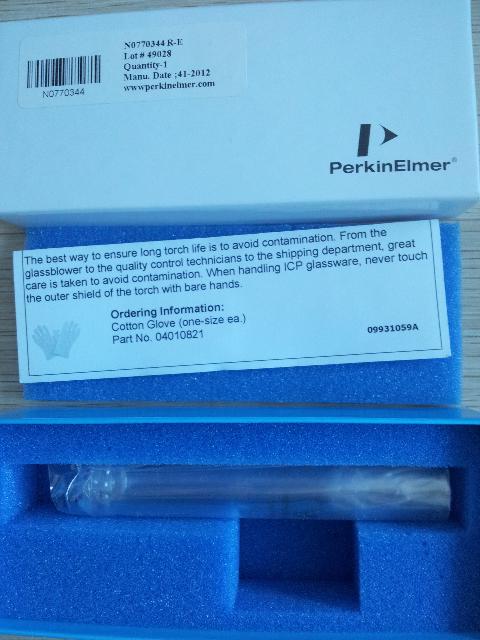 N0770344 R-E
Lot # 49028
Quantity-1
Manu. Date ;41-2012
wwwperkinelmer.com
N0770344
PerkinElmer®
The best way to ensure long torch life is to avoid contamination. From the
glassblower to the quality control technicians to the shipping department, great
care is taken to avoid contamination. When handling ICP glassware, never touch
the outer shield of the torch with bare hands.
Ordering Information:
Cotton Glove (one-size ea.)
Part No. 04010821
09931059A